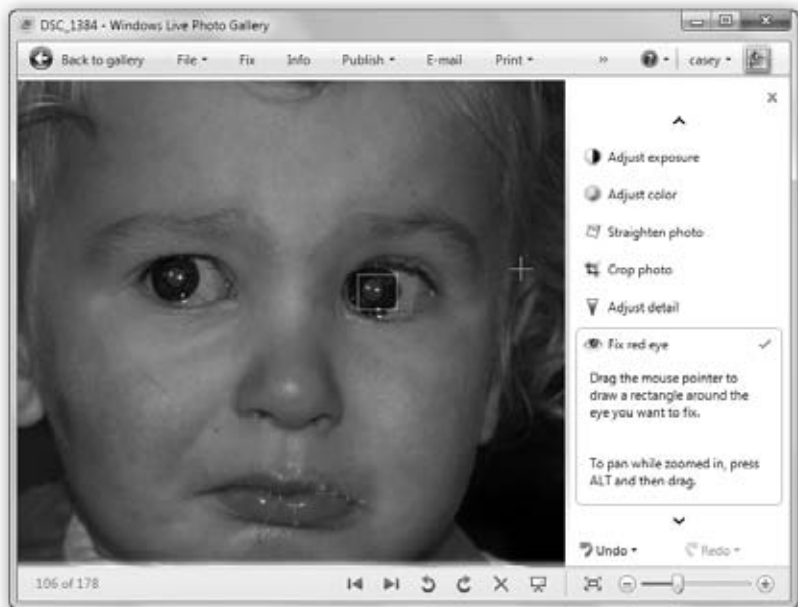 DSC_1384 - Windows Live Photo Gallery
Back to gallery File Fix Info Publish E-mail Print » casey
Adjust exposure
Adjust color
Straighten photo
Crop photo
Adjust detail
Fix red eye
Drag the mouse pointer to
draw a rectangle around the
eye you want to fix.
To pan while zoomed in, press
ALT and then drag.
Undo Redo
106 of 178